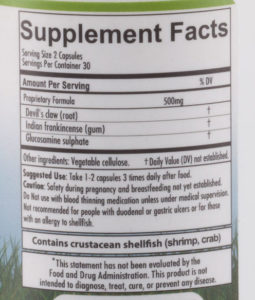 Supplement Facts
Serving Size 2 Capsules
Servings Per Container 30
Amount Per Serving % DV
Proprietary Formula 500mg
Devil's claw (root) †
Indian frankincense (gum) †
Glucosamine sulphate †
Other ingredients: Vegetable cellulose. † Daily Value (DV) not established.
Suggested Use: Take 1-2 capsules 3 times daily after food.
Caution: Safety during pregnancy and breastfeeding not yet established.
Do not use with blood thinning medication unless under medical supervision.
Not recommended for people with duodenal or gastric ulcers or for those
with an allergy to shellfish.
Contains crustacean shellfish (shrimp, crab)
*This statement has not been evaluated by the
Food and Drug Administration. This product is not
intended to diagnose, treat, cure, or prevent any disease.